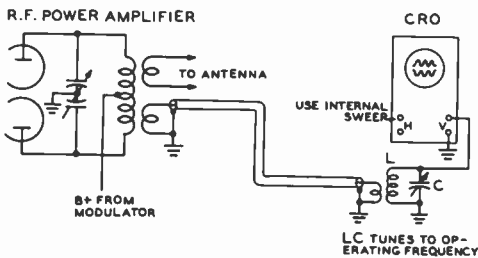 R.F. POWER AMPLIFIER
CRO
TO ANTENNA
USE INTERNAL
SWEEP
H
V
L
C
B+ FROM
MODULATOR
LC TUNES TO OP-
ERATING FREQUENCY